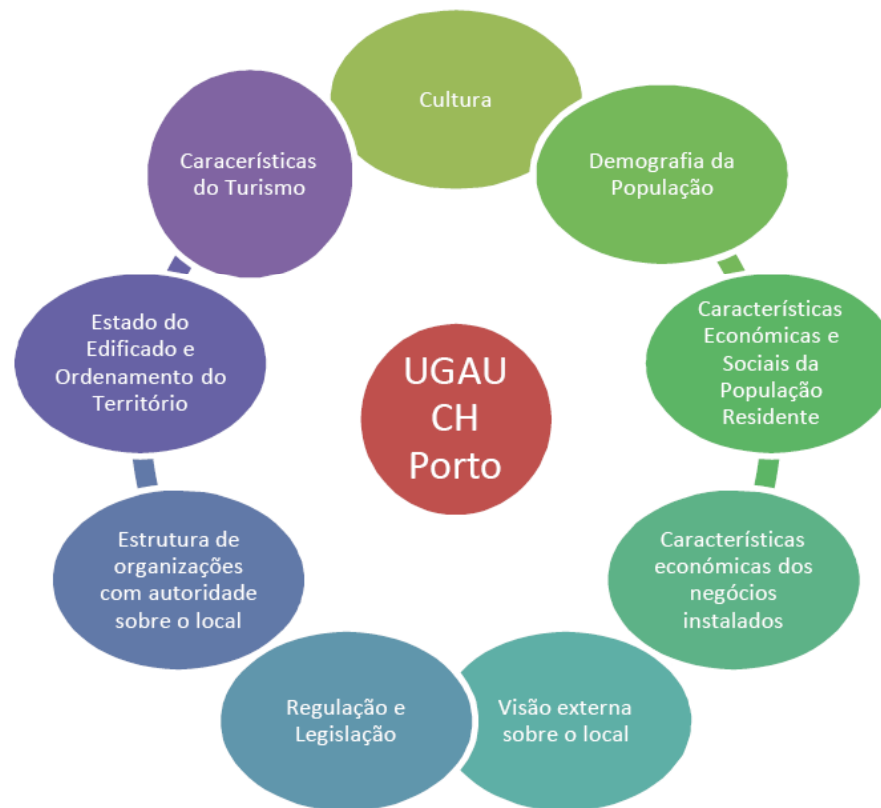 Cultura
Demografia da
População
Características
Económicas e
Sociais da
População
Residente
Características
económicas dos
negócios
instalados
Visão externa
sobre o local
Regulação e
Legislação
Estrutura de
organizações
com autoridade
sobre o local
Estado do
Edificado e
Ordenamento do
Território
Caracerísticas
do Turismo
UGAU
CH
Porto